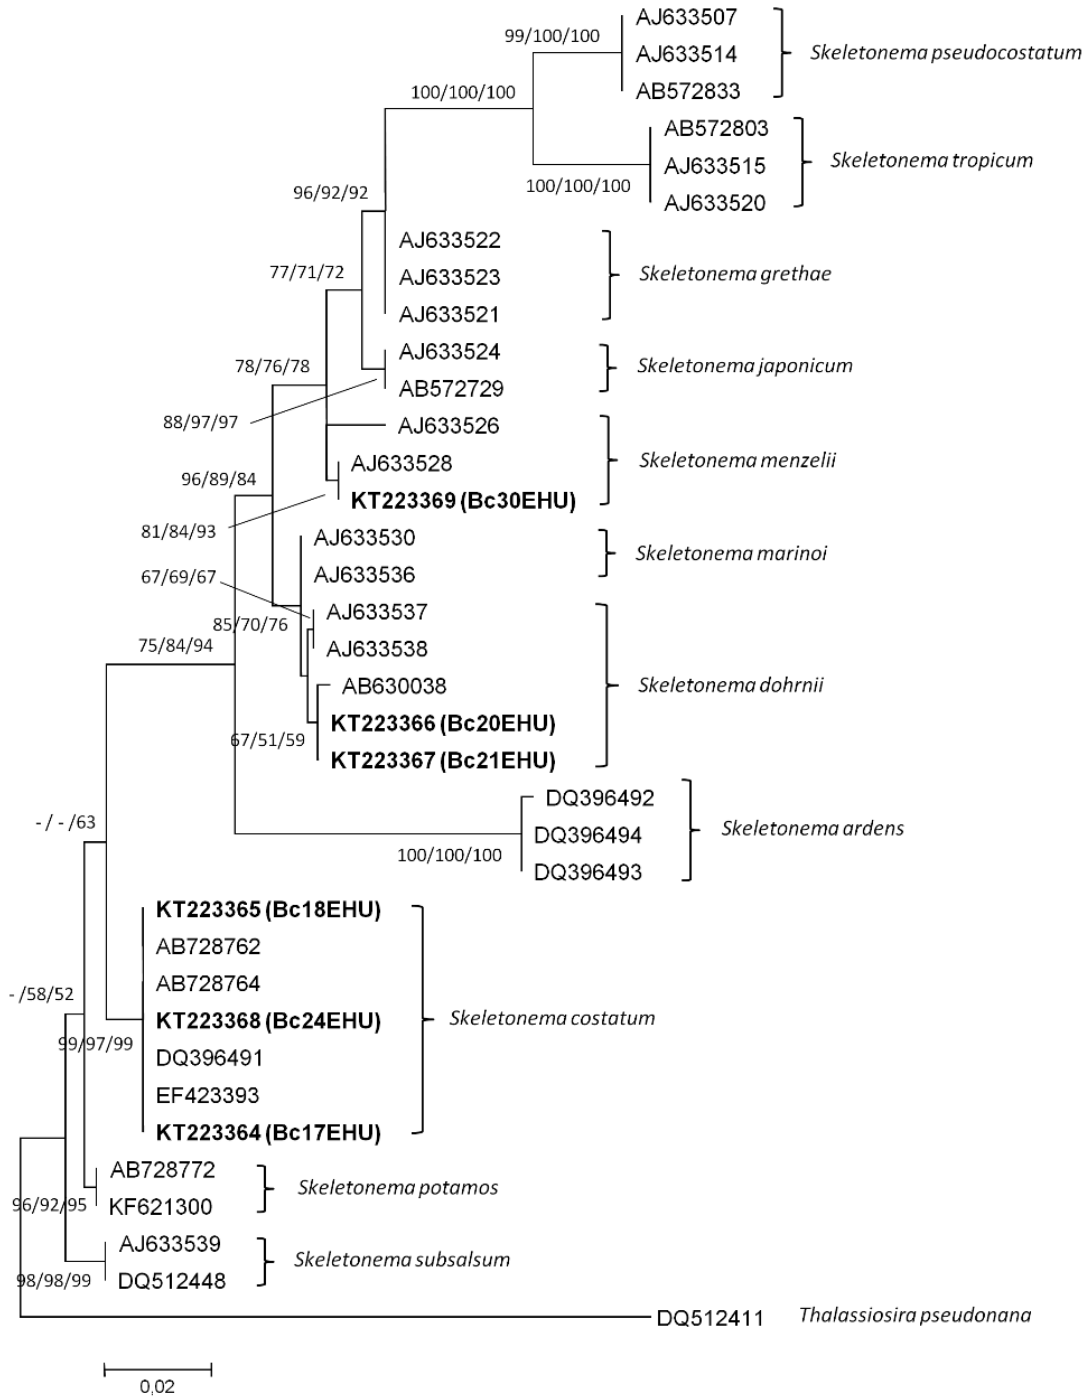 AJ633507
99/100/100
AJ633514
Skeletonema pseudocostatum
AB572833
100/100/100
AB572803
AJ633515
Skeletonema tropicum
100/100/100
AJ633520
96/92/92
AJ633522
77/71/72
AJ633523
Skeletonema grethae
AJ633521
AJ633524
78/76/78
Skeletonema japonicum
AB572729
88/97/97
AJ633526
AJ633528
Skeletonema menzelii
96/89/84
KT223369 (Bc30EHU)
81/84/93
AJ633530
Skeletonema marinoi
67/69/67
AJ633536
AJ633537
85/70/76
75/84/94
AJ633538
AB630038
Skeletonema dohrnii
KT223366 (Bc20EHU)
67/51/59
KT223367 (Bc21EHU)
DQ396492
- / - /63
DQ396494
Skeletonema ardens
100/100/100
DQ396493
KT223365 (Bc18EHU)
AB728762
AB728764
- /58/52
KT223368 (Bc24EHU)
Skeletonema costatum
99/97/99
DQ396491
EF423393
KT223364 (Bc17EHU)
AB728772
Skeletonema potamos
96/92/95
KF621300
AJ633539
Skeletonema subsalsum
98/98/99
DQ512448
DQ512411
Thalassiosira pseudonana
0,02